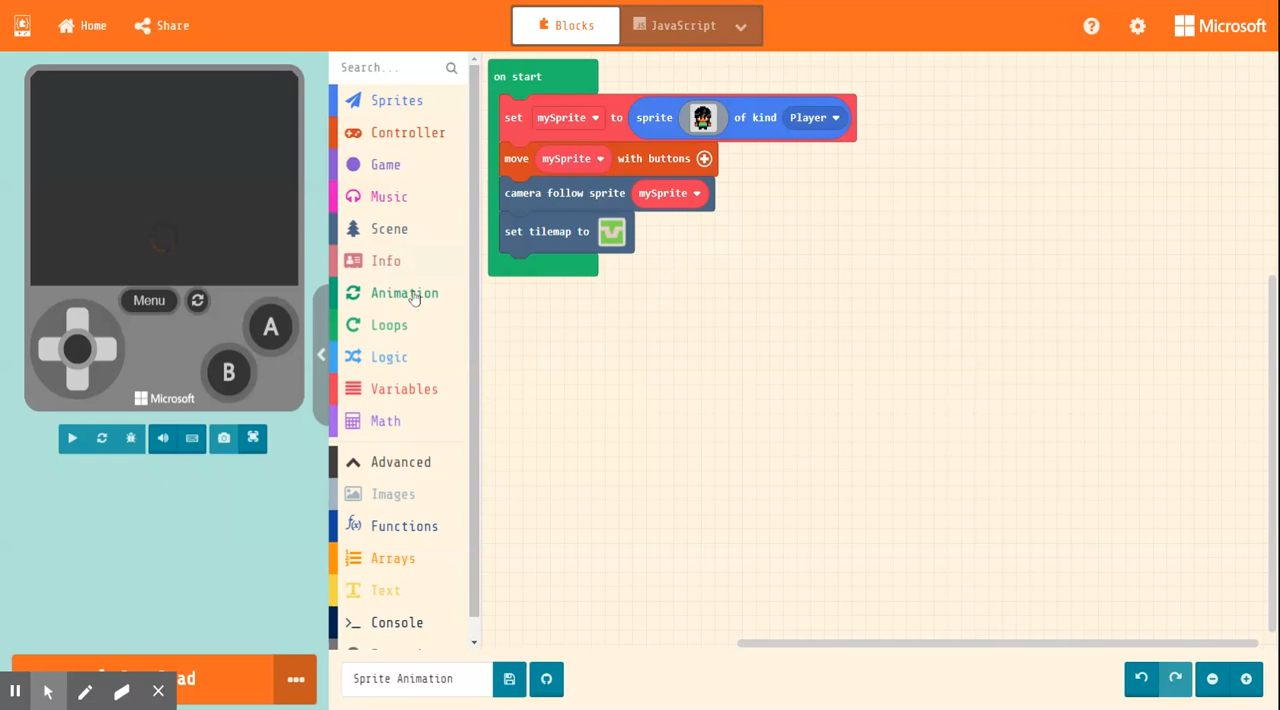 Home
Share
Blocks
JavaScript
Microsoft
Search...
Sprites
Controller
Game
Music
Scene
Info
Animation
Loops
Logic
Variables
Math
Advanced
Images
Functions
Arrays
Text
Console
on start
set mySprite to sprite of kind Player
move mySprite with buttons
camera follow sprite mySprite
set tilemap to
Menu
A
B
Microsoft
Sprite Animation